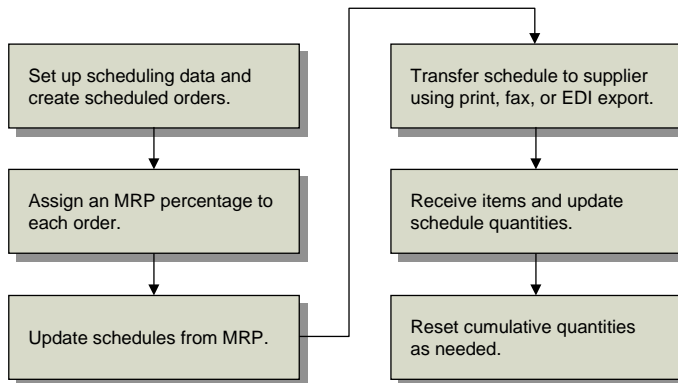 Set up scheduling data and
create scheduled orders.
Assign an MRP percentage to
each order.
Update schedules from MRP.
Transfer schedule to supplier
using print, fax, or EDI export.
Receive items and update
schedule quantities.
Reset cumulative quantities
as needed.